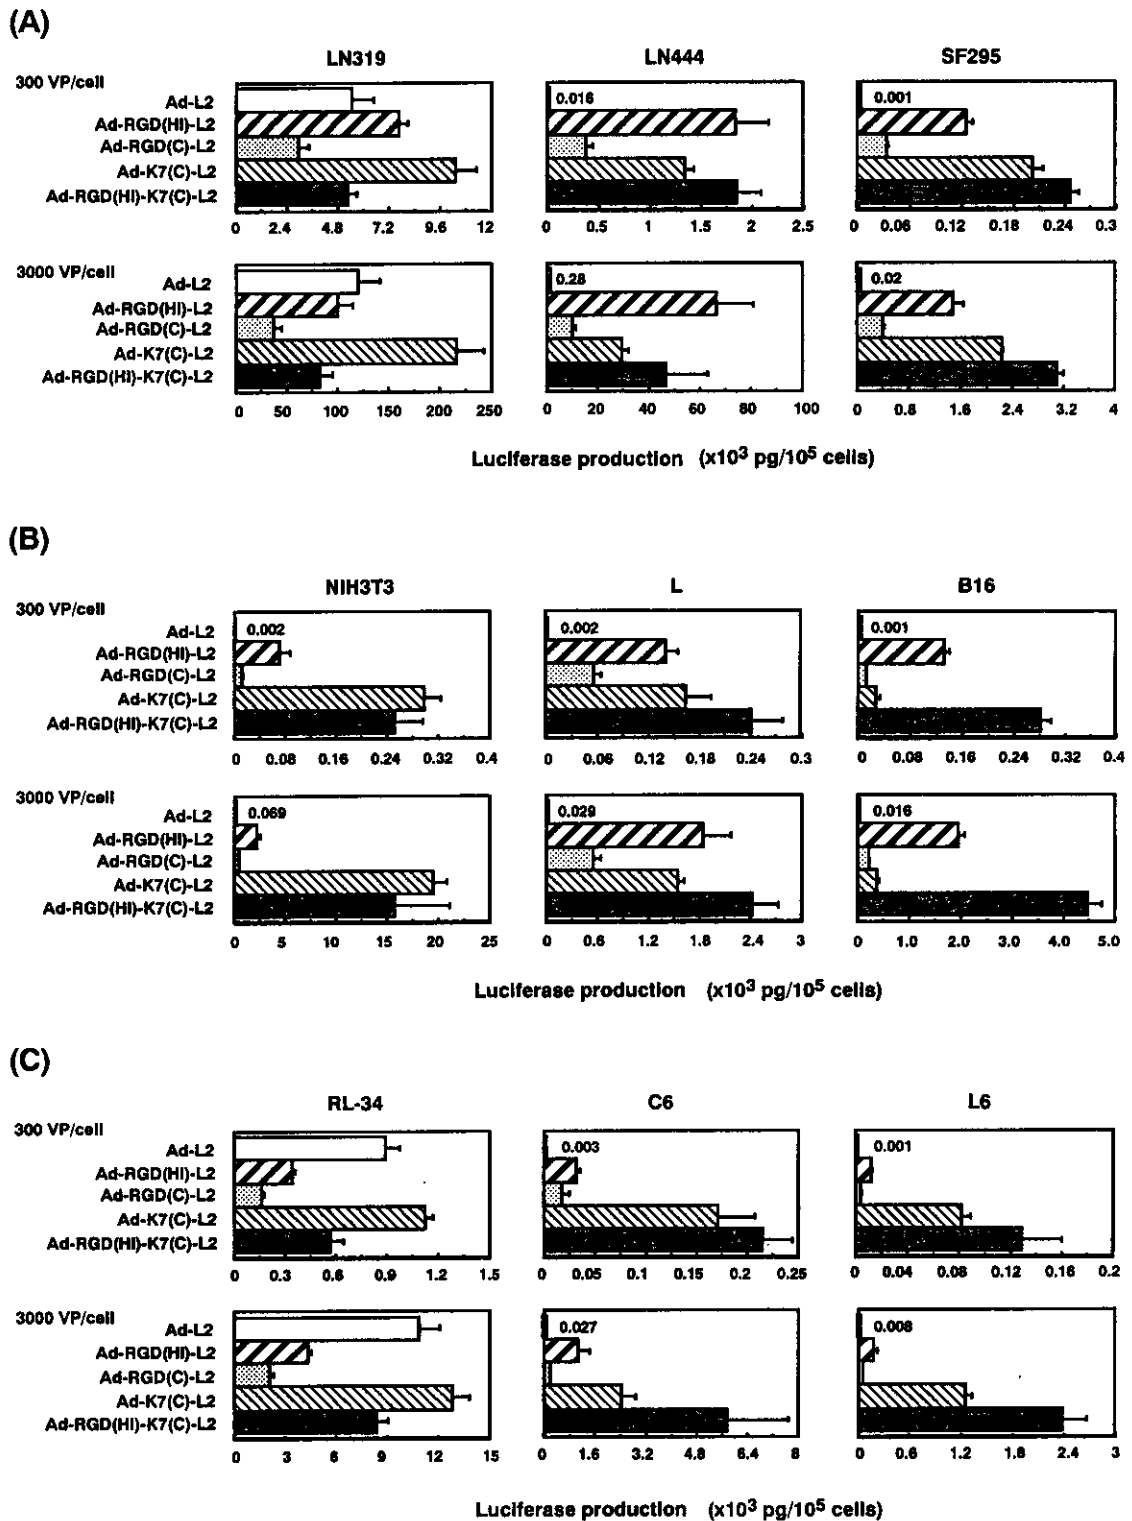 (A)
LN319 LN444 SF295
300 VP/cell
Ad-L2 0.016 0.001
Ad-RGD(HI)-L2
Ad-RGD(C)-L2
Ad-K7(C)-L2
Ad-RGD(HI)-K7(C)-L2
0 2.4 4.8 7.2 9.6 12 0 0.5 1 1.5 2 2.5 0 0.06 0.12 0.18 0.24 0.3
3000 VP/cell
Ad-L2 0.28 0.02
Ad-RGD(HI)-L2
Ad-RGD(C)-L2
Ad-K7(C)-L2
Ad-RGD(HI)-K7(C)-L2
0 50 100 150 200 250 0 20 40 60 80 100 0 0.8 1.6 2.4 3.2 4
Luciferase production (x10³ pg/10⁵ cells)
(B)
NIH3T3 L B16
300 VP/cell
Ad-L2 0.002 0.002 0.001
Ad-RGD(HI)-L2
Ad-RGD(C)-L2
Ad-K7(C)-L2
Ad-RGD(HI)-K7(C)-L2
0 0.08 0.16 0.24 0.32 0.4 0 0.06 0.12 0.18 0.24 0.3 0 0.08 0.16 0.24 0.32 0.4
3000 VP/cell
Ad-L2 0.069 0.029 0.016
Ad-RGD(HI)-L2
Ad-RGD(C)-L2
Ad-K7(C)-L2
Ad-RGD(HI)-K7(C)-L2
0 5 10 15 20 25 0 0.6 1.2 1.8 2.4 3 0 1.0 2.0 3.0 4.0 5.0
Luciferase production (x10³ pg/10⁵ cells)
(C)
RL-34 C6 L6
300 VP/cell
Ad-L2 0.003 0.001
Ad-RGD(HI)-L2
Ad-RGD(C)-L2
Ad-K7(C)-L2
Ad-RGD(HI)-K7(C)-L2
0 0.3 0.6 0.9 1.2 1.5 0 0.05 0.1 0.15 0.2 0.25 0 0.04 0.08 0.12 0.16 0.2
3000 VP/cell
Ad-L2 0.027 0.008
Ad-RGD(HI)-L2
Ad-RGD(C)-L2
Ad-K7(C)-L2
Ad-RGD(HI)-K7(C)-L2
0 3 6 9 12 15 0 1.6 3.2 4.8 6.4 8 0 0.6 1.2 1.8 2.4 3
Luciferase production (x10³ pg/10⁵ cells)